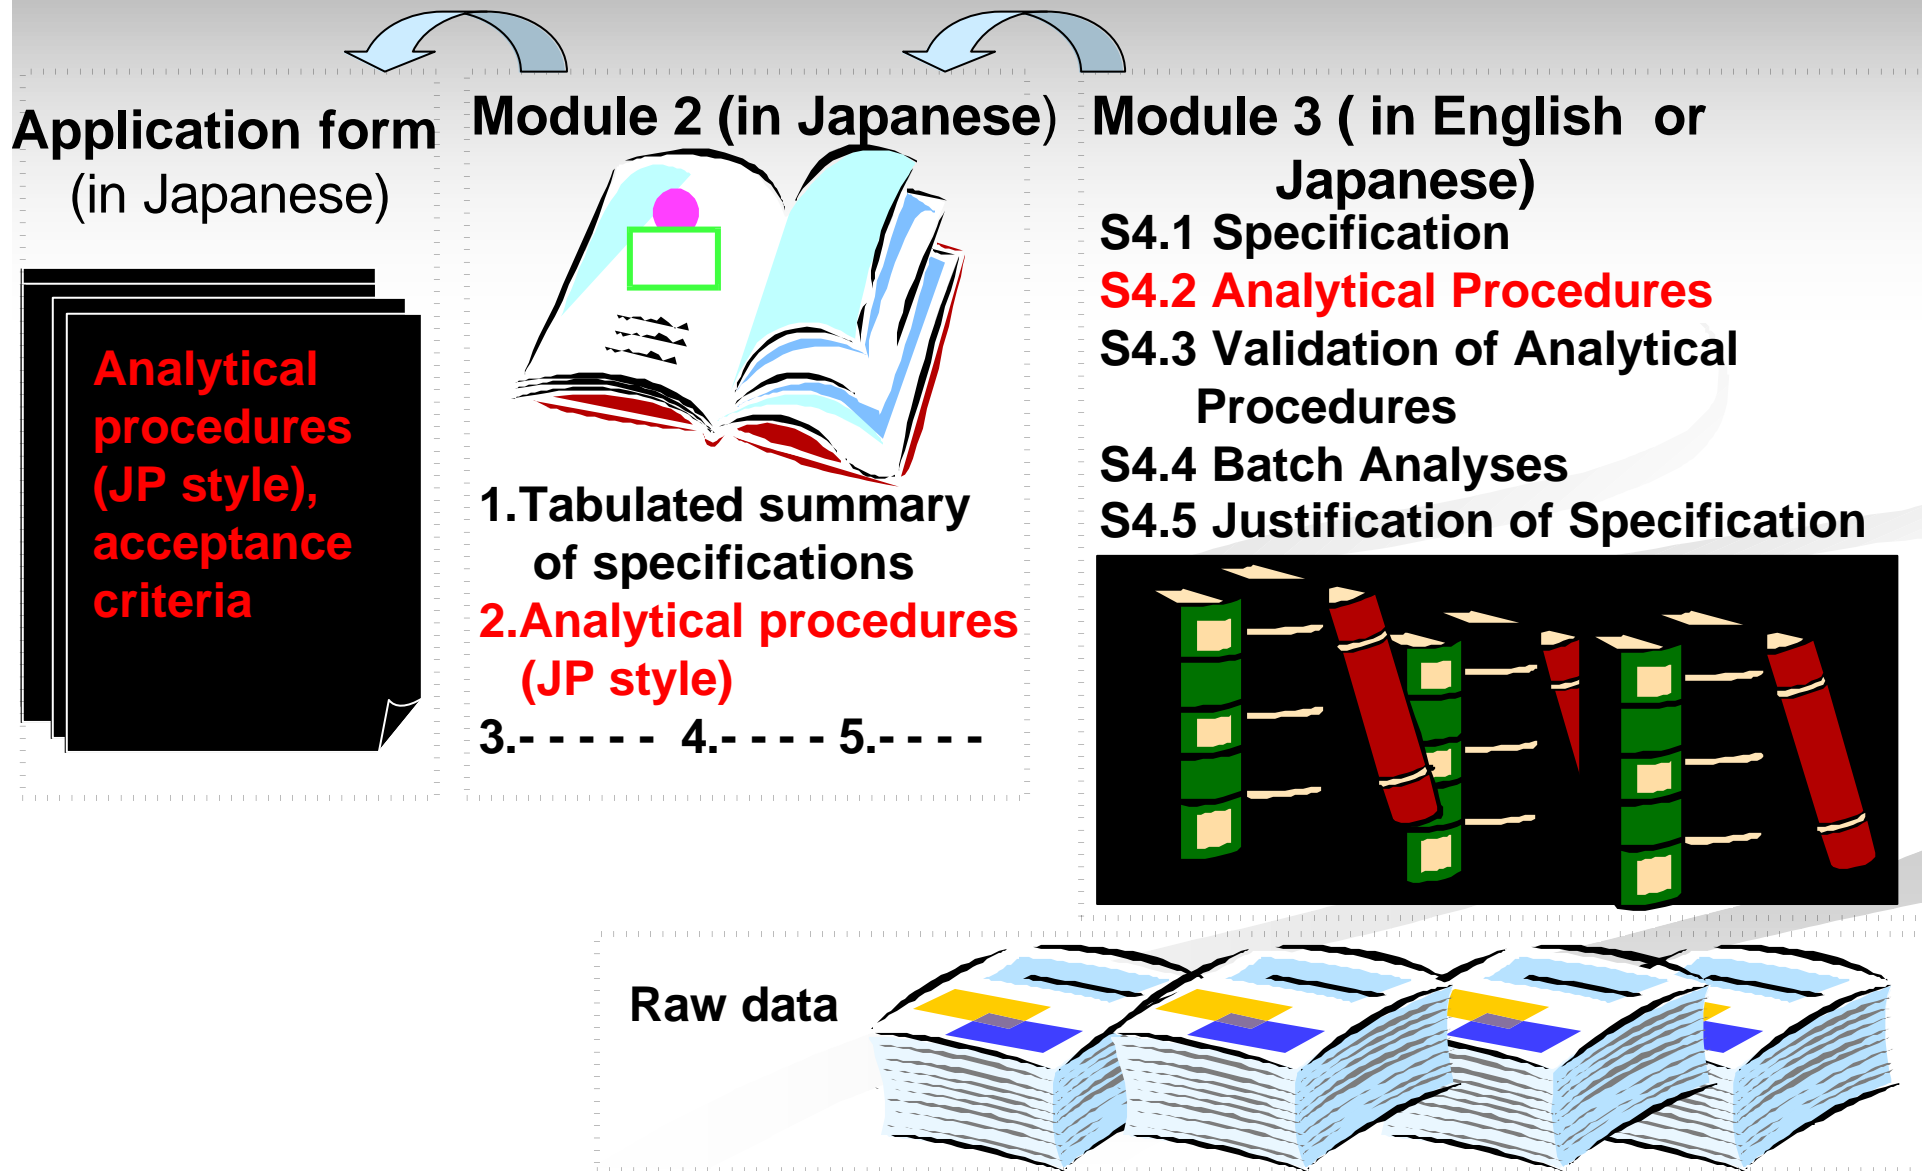 Application form
(in Japanese)
Analytical
procedures
(JP style),
acceptance
criteria
Module 2 (in Japanese)
1.Tabulated summary
of specifications
2.Analytical procedures
(JP style)
3.- - - - - 4.- - - - 5.- - - -
Module 3 ( in English or
Japanese)
S4.1 Specification
S4.2 Analytical Procedures
S4.3 Validation of Analytical
Procedures
S4.4 Batch Analyses
S4.5 Justification of Specification
Raw data